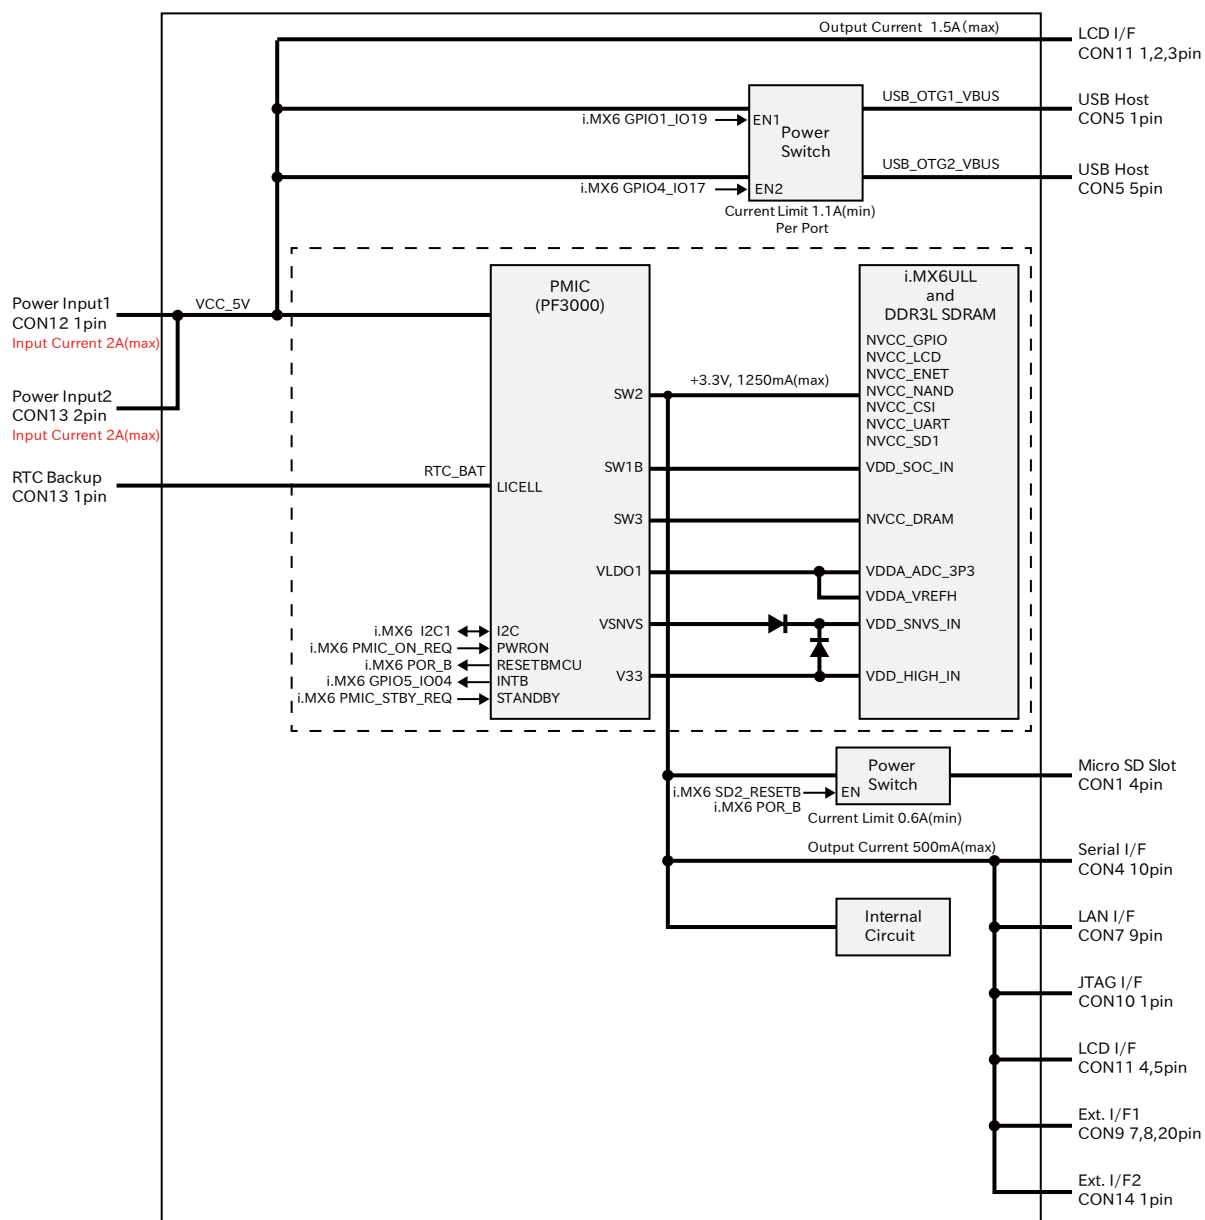 Output Current  1.5A(max)
LCD I/F
CON11 1,2,3pin
USB_OTG1_VBUS
USB Host
CON5 1pin
i.MX6 GPIO1_IO19
EN1
Power
Switch
USB_OTG2_VBUS
USB Host
CON5 5pin
i.MX6 GPIO4_IO17
EN2
Current Limit 1.1A(min)
Per Port
PMIC
(PF3000)
i.MX6ULL
and
DDR3L SDRAM
Power Input1
CON12 1pin
Input Current 2A(max)
VCC_5V
Power Input2
CON13 2pin
Input Current 2A(max)
RTC Backup
CON13 1pin
RTC_BAT
LICELL
SW2
+3.3V, 1250mA(max)
NVCC_GPIO
NVCC_LCD
NVCC_ENET
NVCC_NAND
NVCC_CSI
NVCC_UART
NVCC_SD1
SW1B
VDD_SOC_IN
SW3
NVCC_DRAM
VLDO1
VDDA_ADC_3P3
VDDA_VREFH
VSNVS
VDD_SNVS_IN
V33
VDD_HIGH_IN
i.MX6  I2C1
I2C
i.MX6 PMIC_ON_REQ
PWRON
i.MX6 POR_B
RESETBMCU
i.MX6 GPIO5_IO04
INTB
i.MX6 PMIC_STBY_REQ
STANDBY
Power
Switch
i.MX6 SD2_RESETB
i.MX6 POR_B
EN
Current Limit 0.6A(min)
Micro SD Slot
CON1 4pin
Output Current 500mA(max)
Serial I/F
CON4 10pin
Internal
Circuit
LAN I/F
CON7 9pin
JTAG I/F
CON10 1pin
LCD I/F
CON11 4,5pin
Ext. I/F1
CON9 7,8,20pin
Ext. I/F2
CON14 1pin